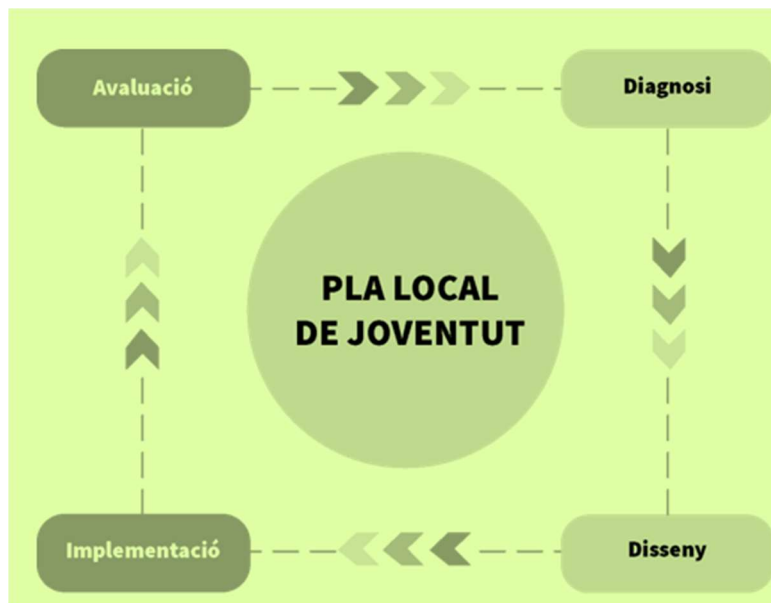 Avaluació
Diagnosi
PLA LOCAL
DE JOVENTUT
Implementació
Disseny